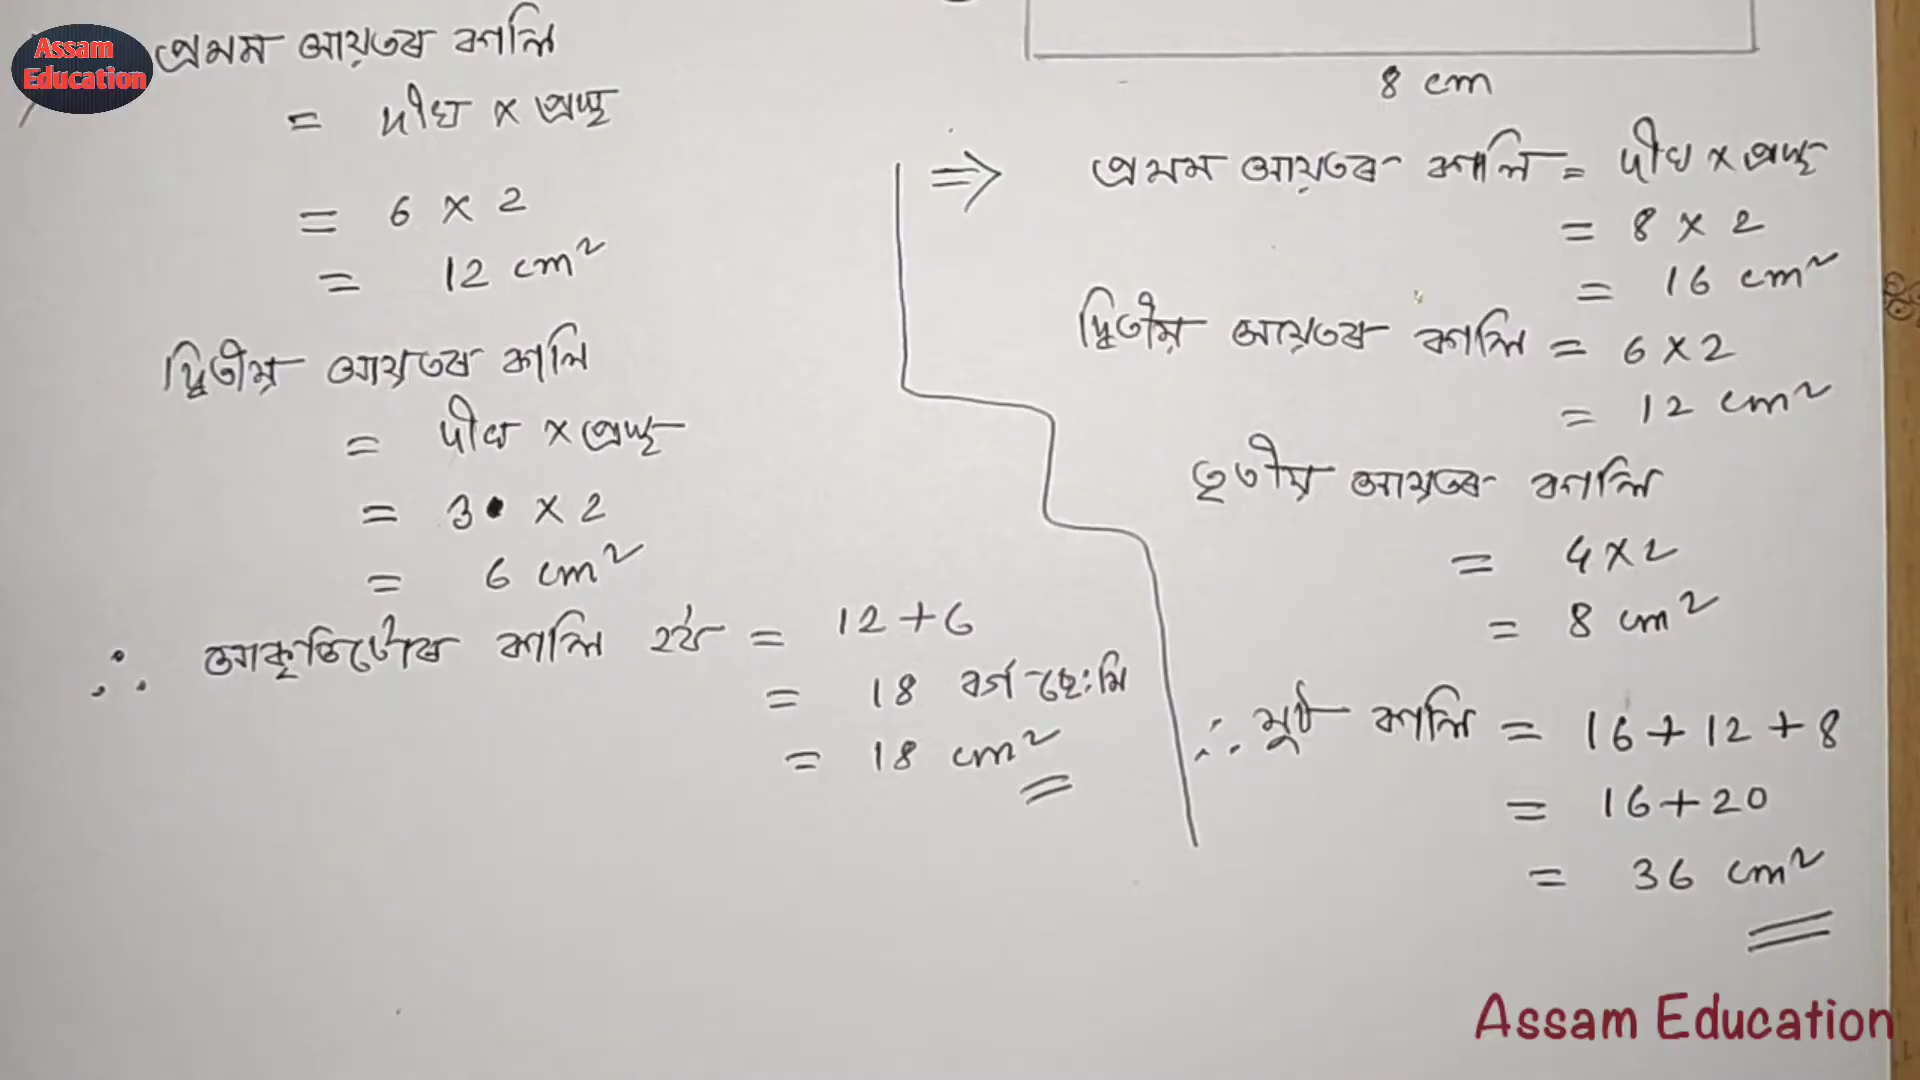 Assam
Education
প্ৰথম আয়তৰ কালি
= দীঘ × প্ৰস্থ
= 6 × 2
= 12 cm²
দ্বিতীয় আয়তৰ কালি
= দীঘ × প্ৰস্থ
= 3 × 2
= 6 cm²
∴ আকৃতিটোৰ কালি হ'ব = 12 + 6
= 18 বৰ্গ ছে:মি
= 18 cm²
8 cm
⇒ প্ৰথম আয়তৰ কালি = দীঘ × প্ৰস্থ
= 8 × 2
= 16 cm²
দ্বিতীয় আয়তৰ কালি = 6 × 2
= 12 cm²
তৃতীয় আয়তৰ কালি
= 4 × 2
= 8 cm²
∴ মুঠ কালি = 16 + 12 + 8
= 16 + 20
= 36 cm²
Assam Education